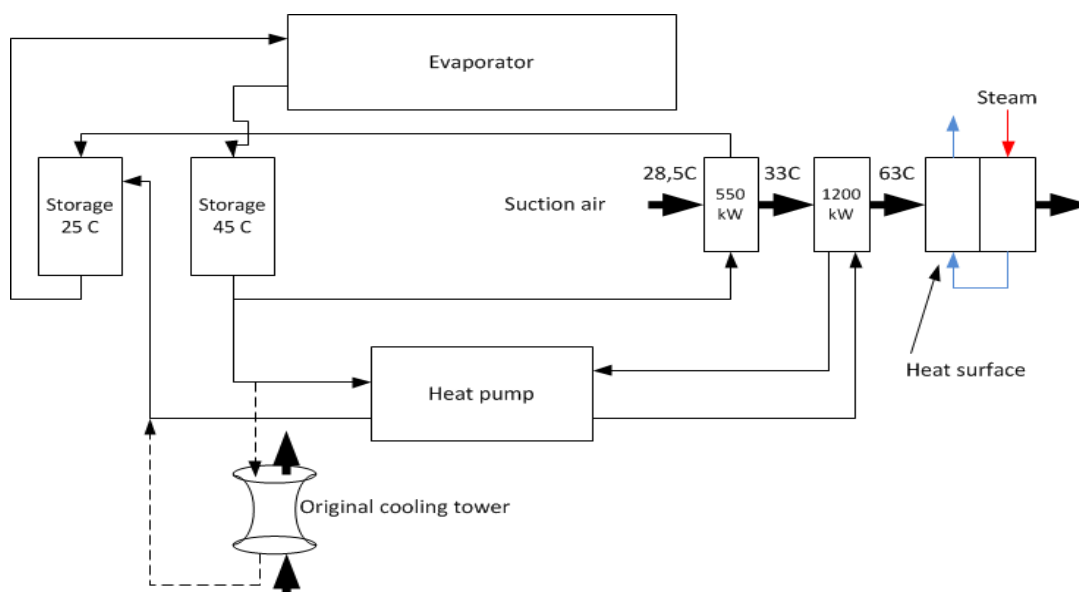 Evaporator
Steam
Storage
25 C
Storage
45 C
Suction air
28,5C
550
kW
33C
1200
kW
63C
Heat surface
Heat pump
Original cooling tower